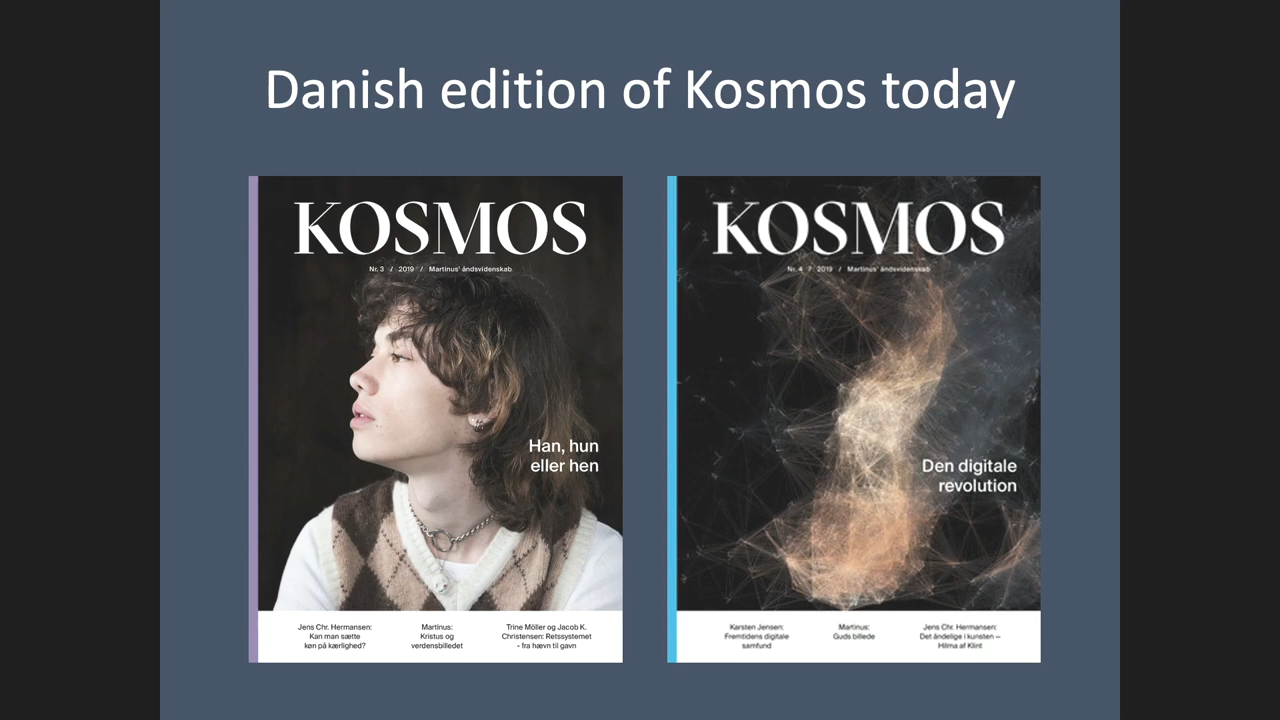 Danish edition of Kosmos today
KOSMOS
Nr. 3 / 2019 / Martinus' åndsvidenskab
Han, hun
eller hen
Jens Chr. Hermansen:
Kan man sætte
køn på kærlighed?
Martinus:
Kristus og
verdensbilledet
Trine Möller og Jacob K.
Christensen: Retssystemet
- fra hævn til gavn
KOSMOS
Nr. 4 / 2019 / Martinus' åndsvidenskab
Den digitale
revolution
Karsten Jensen:
Fremtidens digitale
samfund
Martinus:
Guds billede
Jens Chr. Hermansen:
Det åndelige i kunsten –
Hilma af Klint